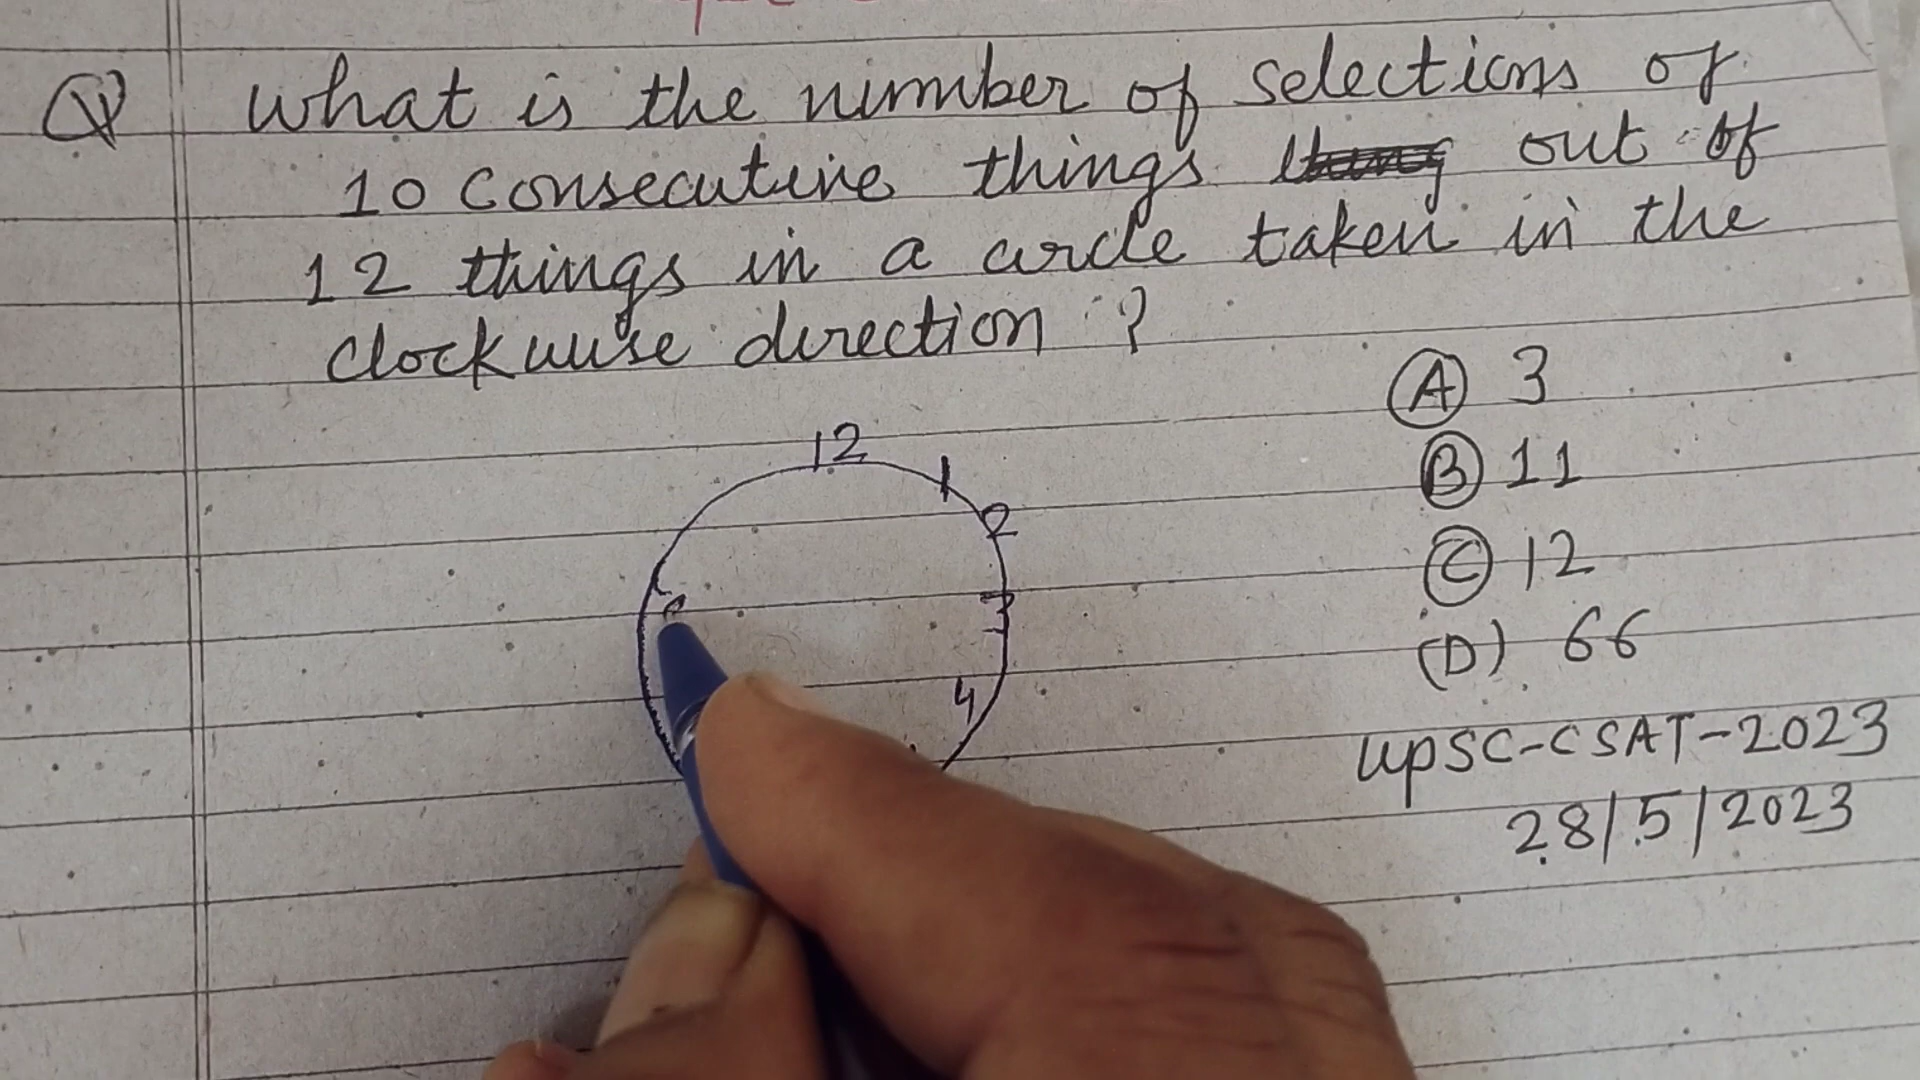 Q What is the number of selections of
10 consecutive things out of
12 things in a circle taken in the
clockwise direction ?
(A) 3
(B) 11
(C) 12
(D) 66
12
1
2
3
4
UPSC-CSAT-2023
28/5/2023